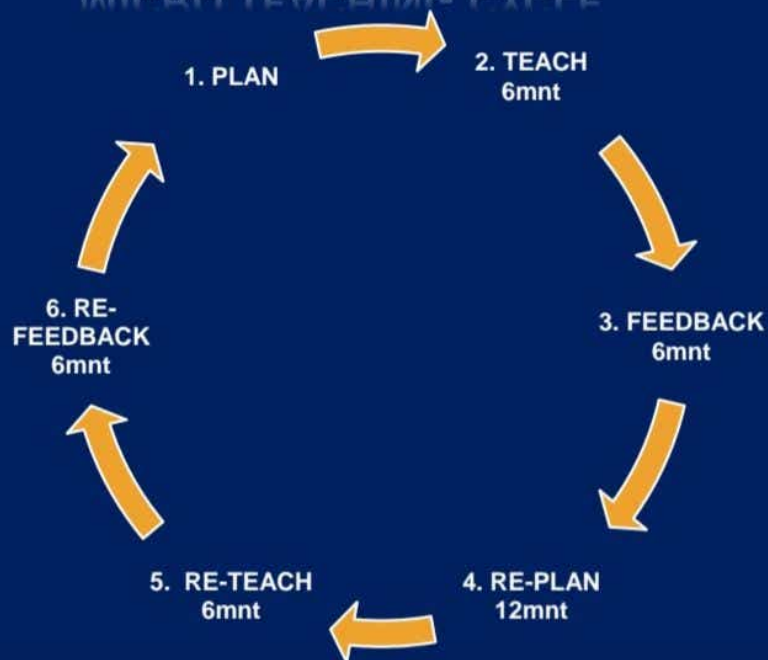 1. PLAN
2. TEACH
6mnt
3. FEEDBACK
6mnt
4. RE-PLAN
12mnt
5. RE-TEACH
6mnt
6. RE-
FEEDBACK
6mnt